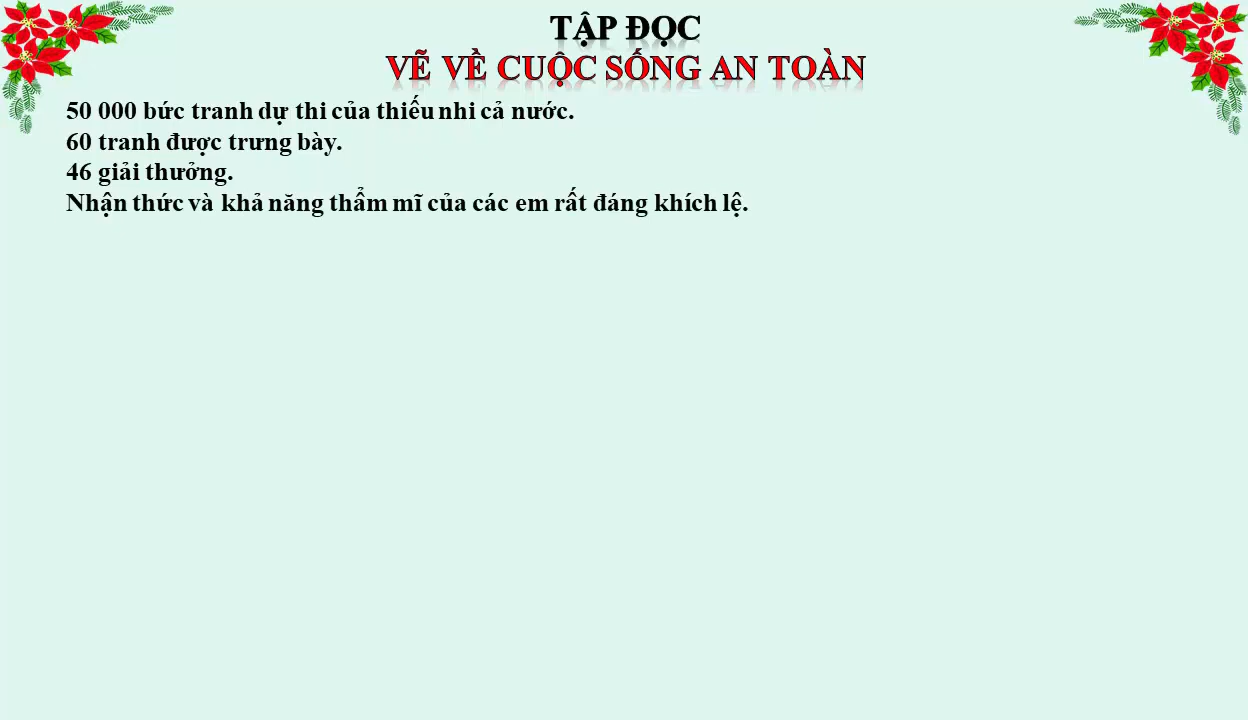 TẬP ĐỌC
VẼ VỀ CUỘC SỐNG AN TOÀN
50 000 bức tranh dự thi của thiếu nhi cả nước.
60 tranh được trưng bày.
46 giải thưởng.
Nhận thức và khả năng thẩm mĩ của các em rất đáng khích lệ.